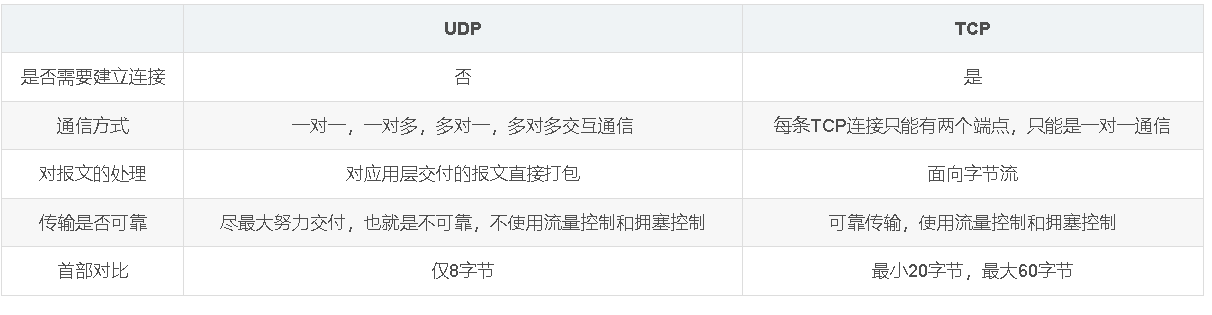 UDP TCP
是否需要建立连接 否 是
通信方式 一对一，一对多，多对一，多对多交互通信 每条TCP连接只能有两个端点，只能是一对一通信
对报文的处理 对应用层交付的报文直接打包 面向字节流
传输是否可靠 尽最大努力交付，也就是不可靠，不使用流量控制和拥塞控制 可靠传输，使用流量控制和拥塞控制
首部对比 仅8字节 最小20字节，最大60字节